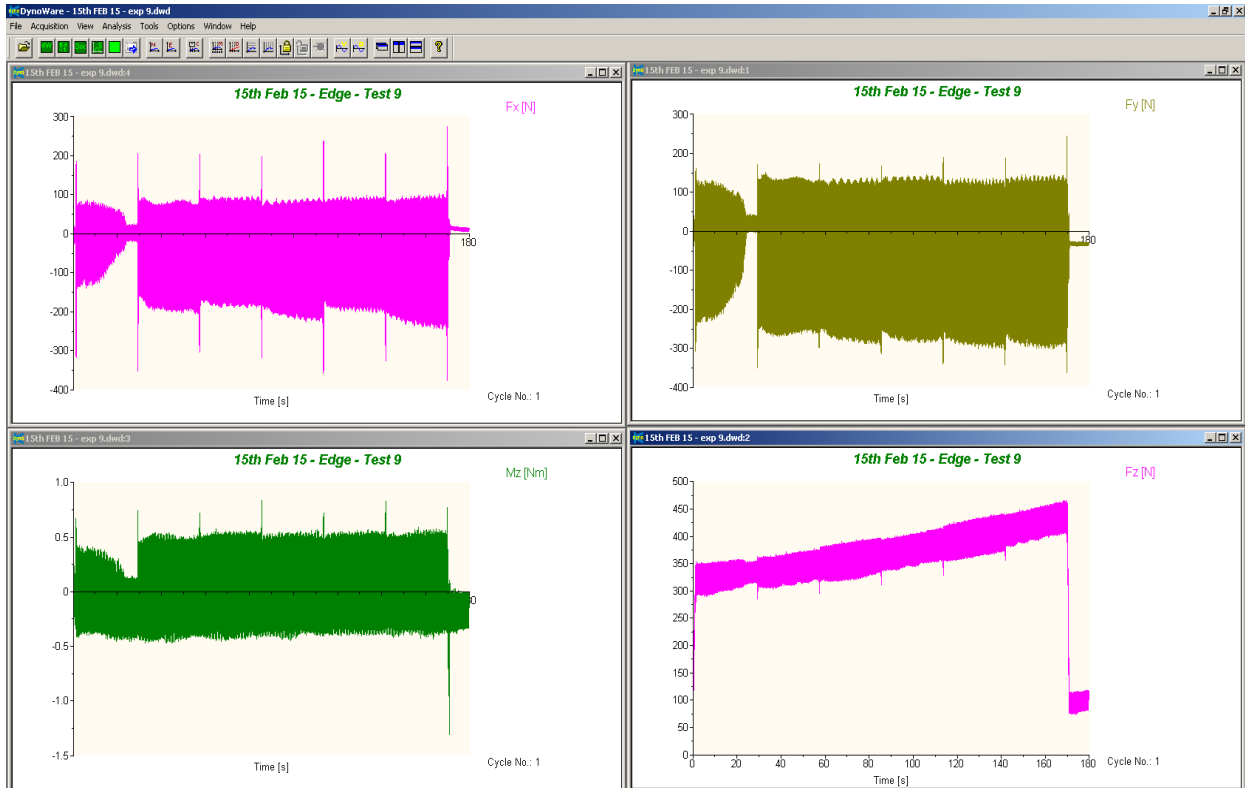 DynoWare - 15th FEB 15 - exp 9.dwd
File Acquisition View Analysis Tools Options Window Help
15th FEB 15 - exp 9.dwd:4
15th Feb 15 - Edge - Test 9
Fx [N]
300
200
100
0
-100
-200
-300
-400
180
Time [s]
Cycle No.: 1
15th FEB 15 - exp 9.dwd:1
15th Feb 15 - Edge - Test 9
Fy [N]
300
200
100
0
-100
-200
-300
-400
180
Time [s]
Cycle No.: 1
15th FEB 15 - exp 9.dwd:3
15th Feb 15 - Edge - Test 9
Mz [Nm]
1.0
0.5
0
-0.5
-1.0
-1.5
0
Time [s]
Cycle No.: 1
15th FEB 15 - exp 9.dwd:2
15th Feb 15 - Edge - Test 9
Fz [N]
500
450
400
350
300
250
200
150
100
50
0
0 20 40 60 80 100 120 140 160 180
Time [s]
Cycle No.: 1